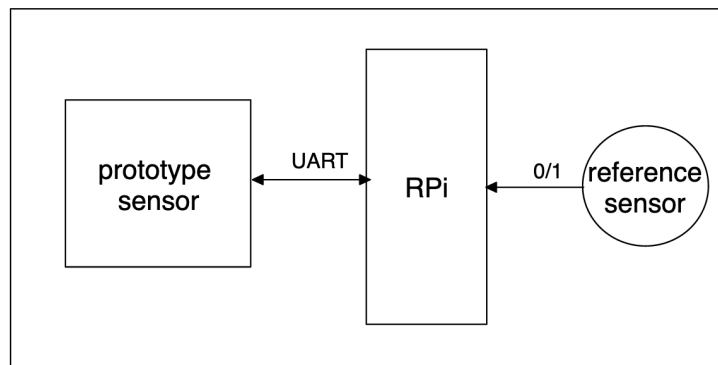 prototype
sensor
UART
RPi
0/1
reference
sensor